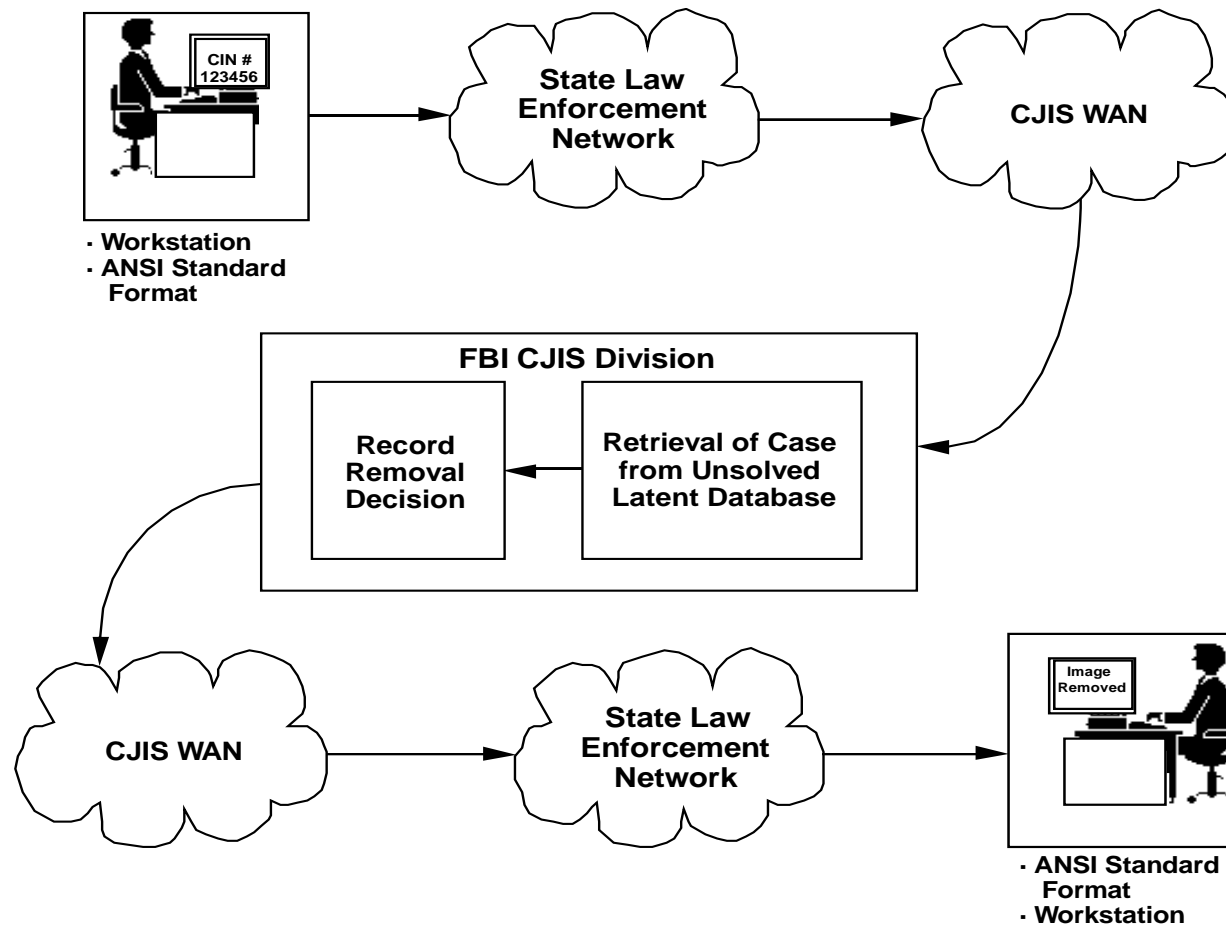 CIN #
123456
State Law
Enforcement
Network
CJIS WAN
· Workstation
· ANSI Standard
Format
FBI CJIS Division
Record
Removal
Decision
Retrieval of Case
from Unsolved
Latent Database
CJIS WAN
State Law
Enforcement
Network
Image
Removed
· ANSI Standard
Format
· Workstation